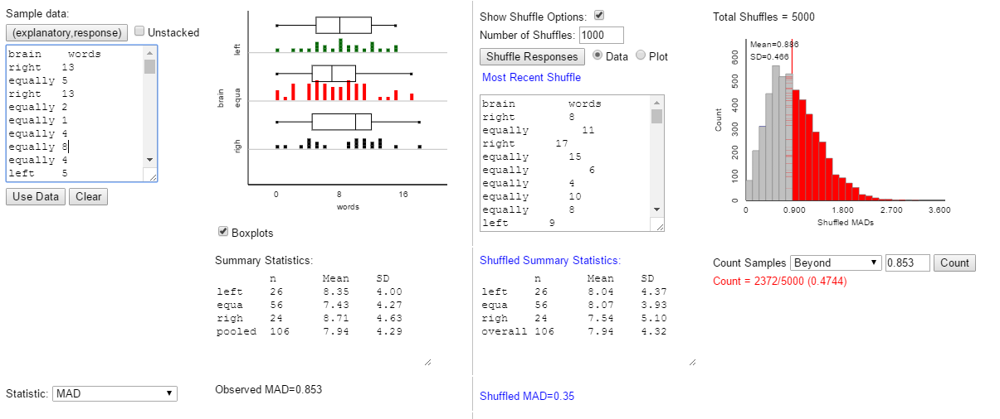 Sample data:
(explanatory,response) Unstacked
brain words
right 13
equally 5
right 13
equally 2
equally 1
equally 4
equally 8
equally 4
left 5
Use Data Clear
left
equa
righ
brain
0 8 16
words
Boxplots
Summary Statistics:
n Mean SD
left 26 8.35 4.00
equa 56 7.43 4.27
righ 24 8.71 4.63
pooled 106 7.94 4.29
Statistic: MAD
Observed MAD=0.853
Show Shuffle Options:
Number of Shuffles: 1000
Shuffle Responses Data Plot
Most Recent Shuffle
brain words
right 8
equally 11
right 17
equally 15
equally 6
equally 4
equally 10
equally 8
left 9
Shuffled Summary Statistics:
n Mean SD
left 26 8.04 4.37
equa 56 8.07 3.93
righ 24 7.54 5.10
overall 106 7.94 4.32
Shuffled MAD=0.35
Total Shuffles = 5000
Mean=0.886
SD=0.466
Count
0 100 200 300 400 500 600
0 0.900 1.800 2.700 3.600
Shuffled MADs
Count Samples Beyond 0.853 Count
Count = 2372/5000 (0.4744)